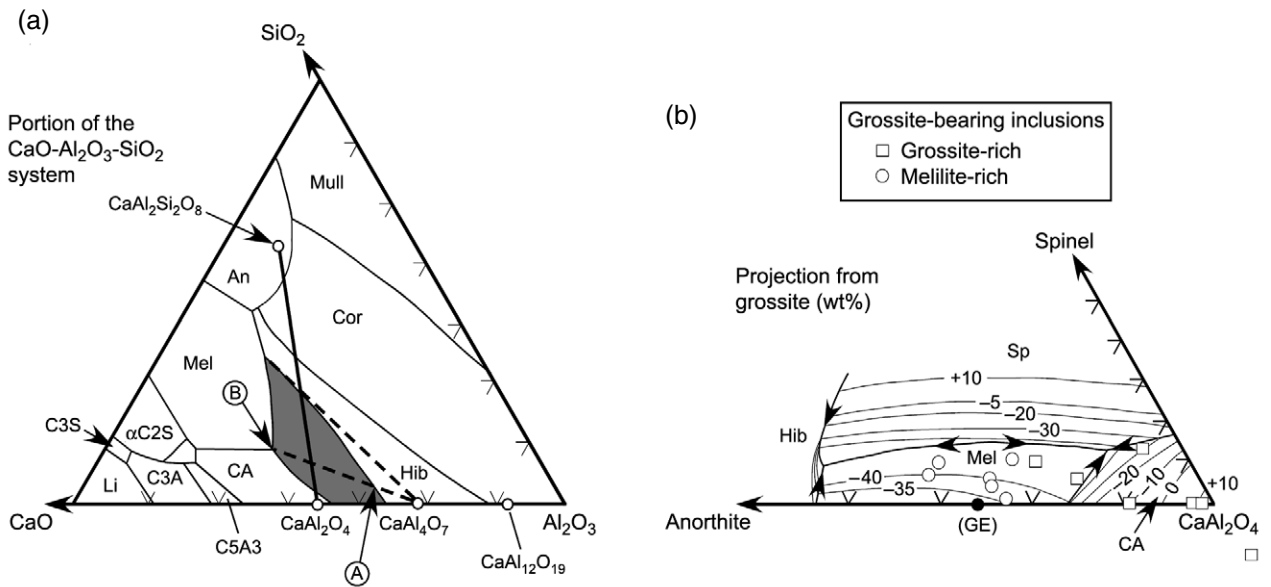 (a)
SiO2
Portion of the
CaO-Al2O3-SiO2
system
CaAl2Si2O8
Mull
An
Cor
Mel
B
C3S
αC2S
CA
C3A
Li
Hib
CaO
CaAl2O4
CaAl4O7
Al2O3
C5A3
A
CaAl12O19
(b)
Grossite-bearing inclusions
Grossite-rich
Melilite-rich
Spinel
Projection from
grossite (wt%)
Sp
+10
–5
–20
–30
Hib
Mel
–40
–35
–20
–10
0
+10
Anorthite
(GE)
CA
CaAl2O4